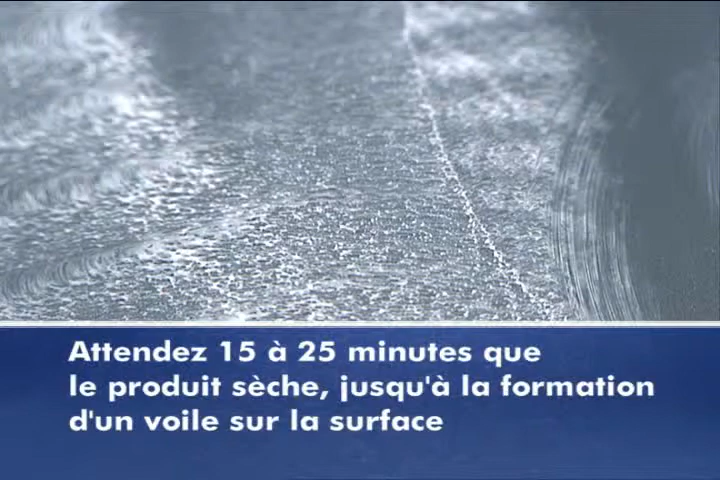 Attendez 15 à 25 minutes que
le produit sèche, jusqu'à la formation
d'un voile sur la surface